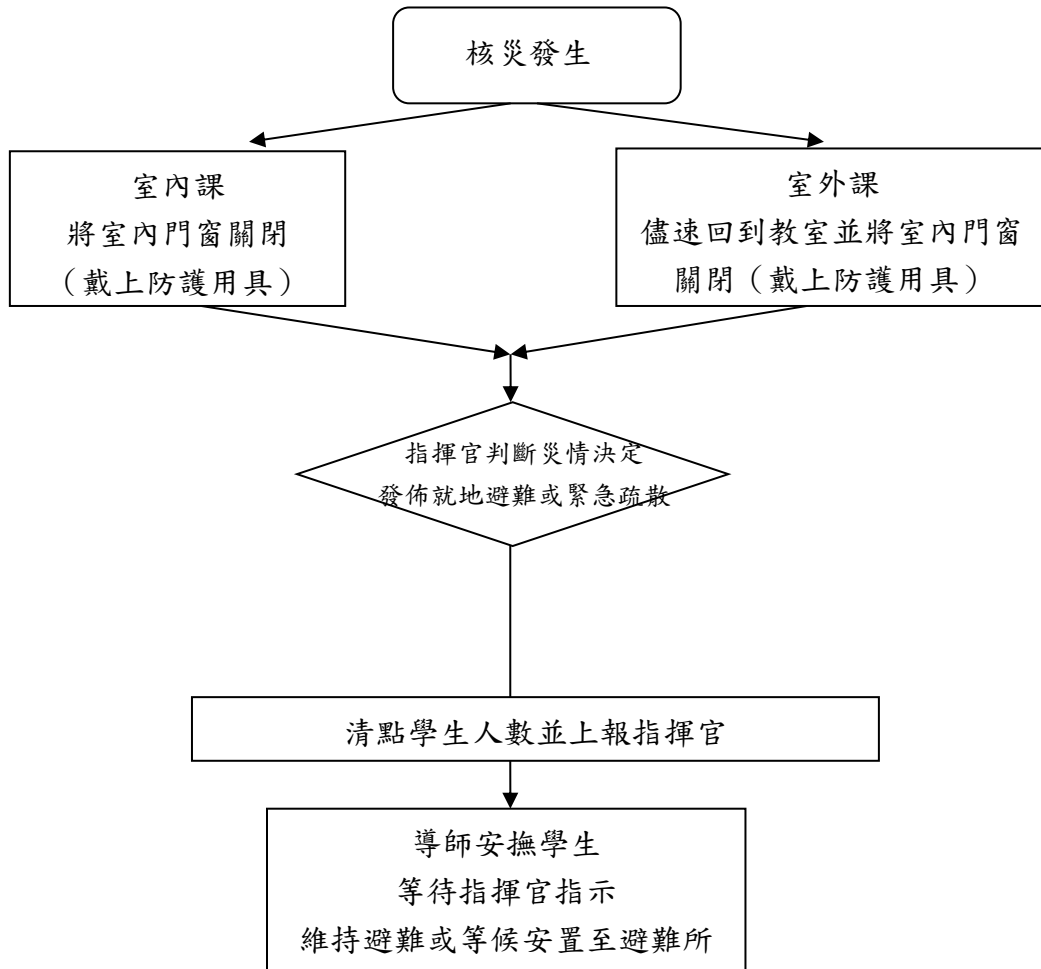 核災發生
室內課
將室內門窗關閉
（戴上防護用具）
室外課
儘速回到教室並將室內門窗
關閉（戴上防護用具）
指揮官判斷災情決定
發佈就地避難或緊急疏散
清點學生人數並上報指揮官
導師安撫學生
等待指揮官指示
維持避難或等候安置至避難所